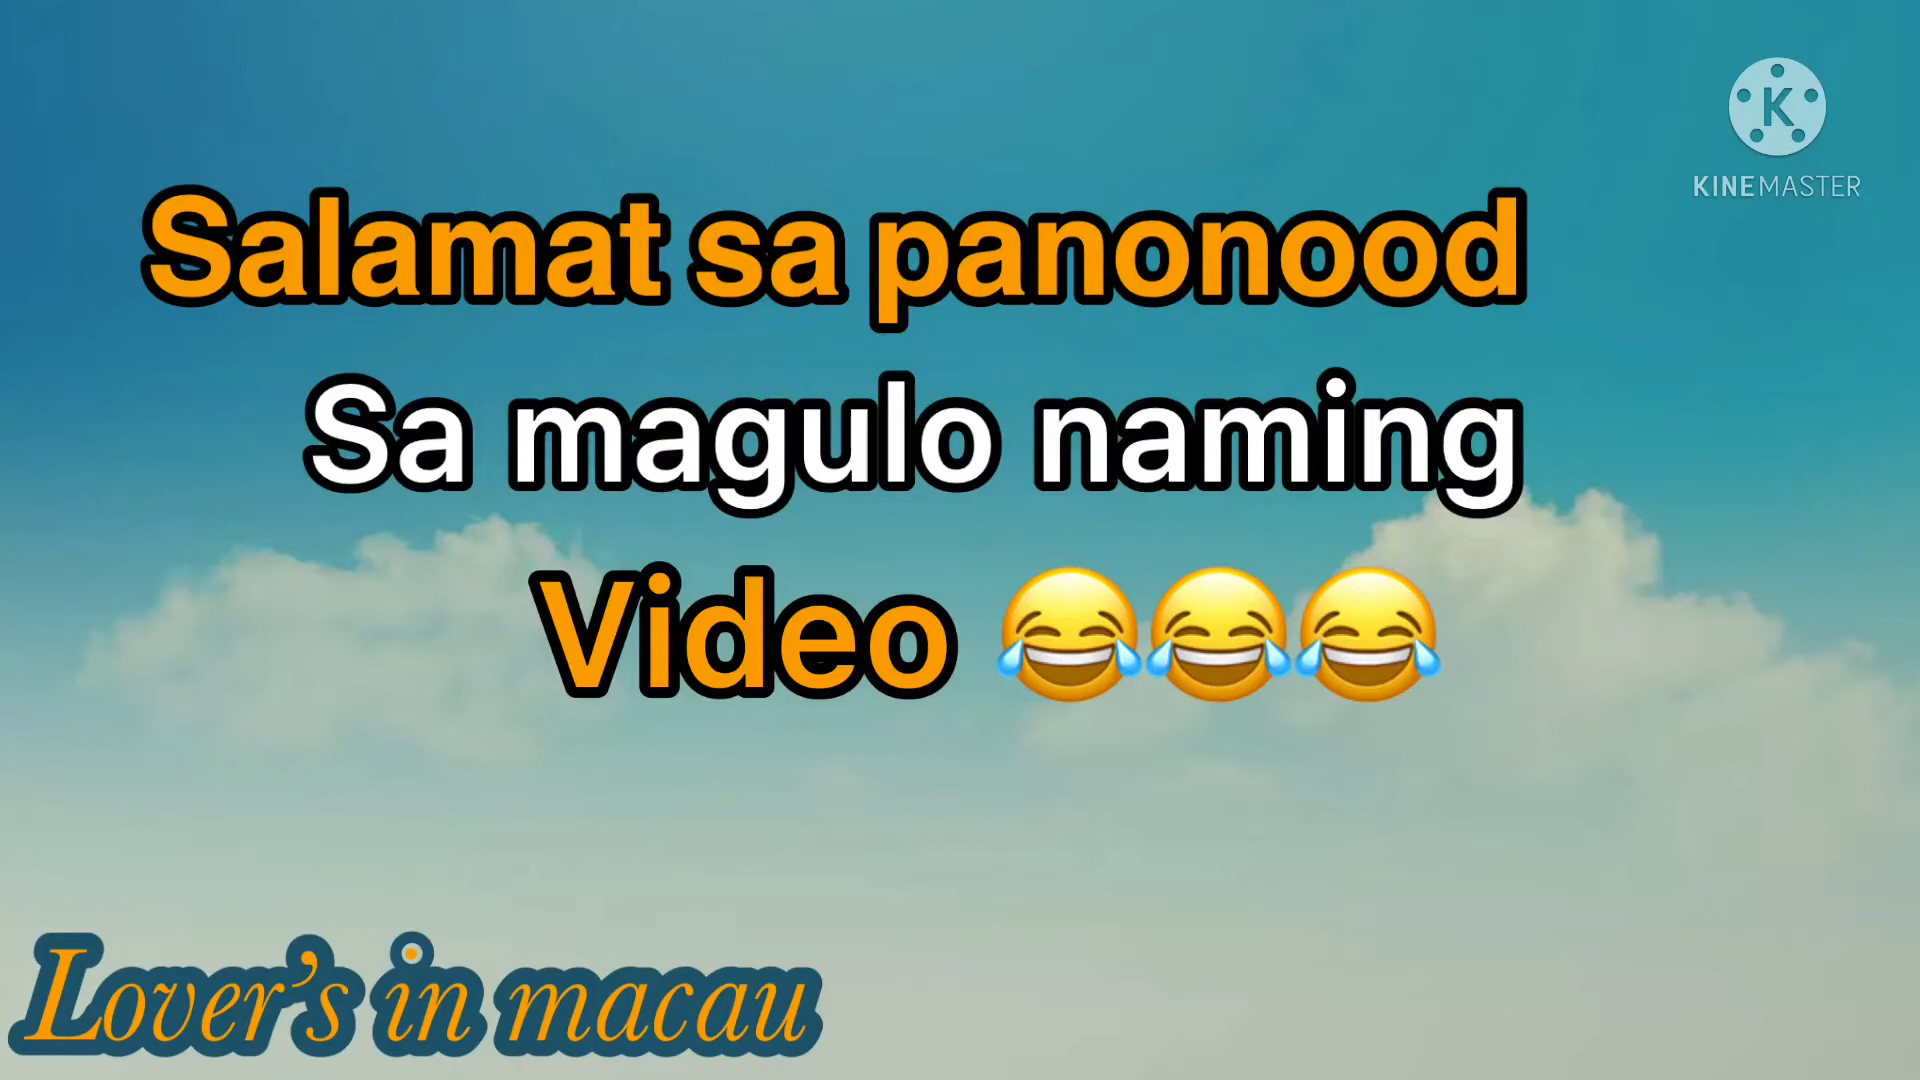 K
KINEMASTER
Salamat sa panonood
Sa magulo naming
Video 😂😂😂
Lover’s in macau